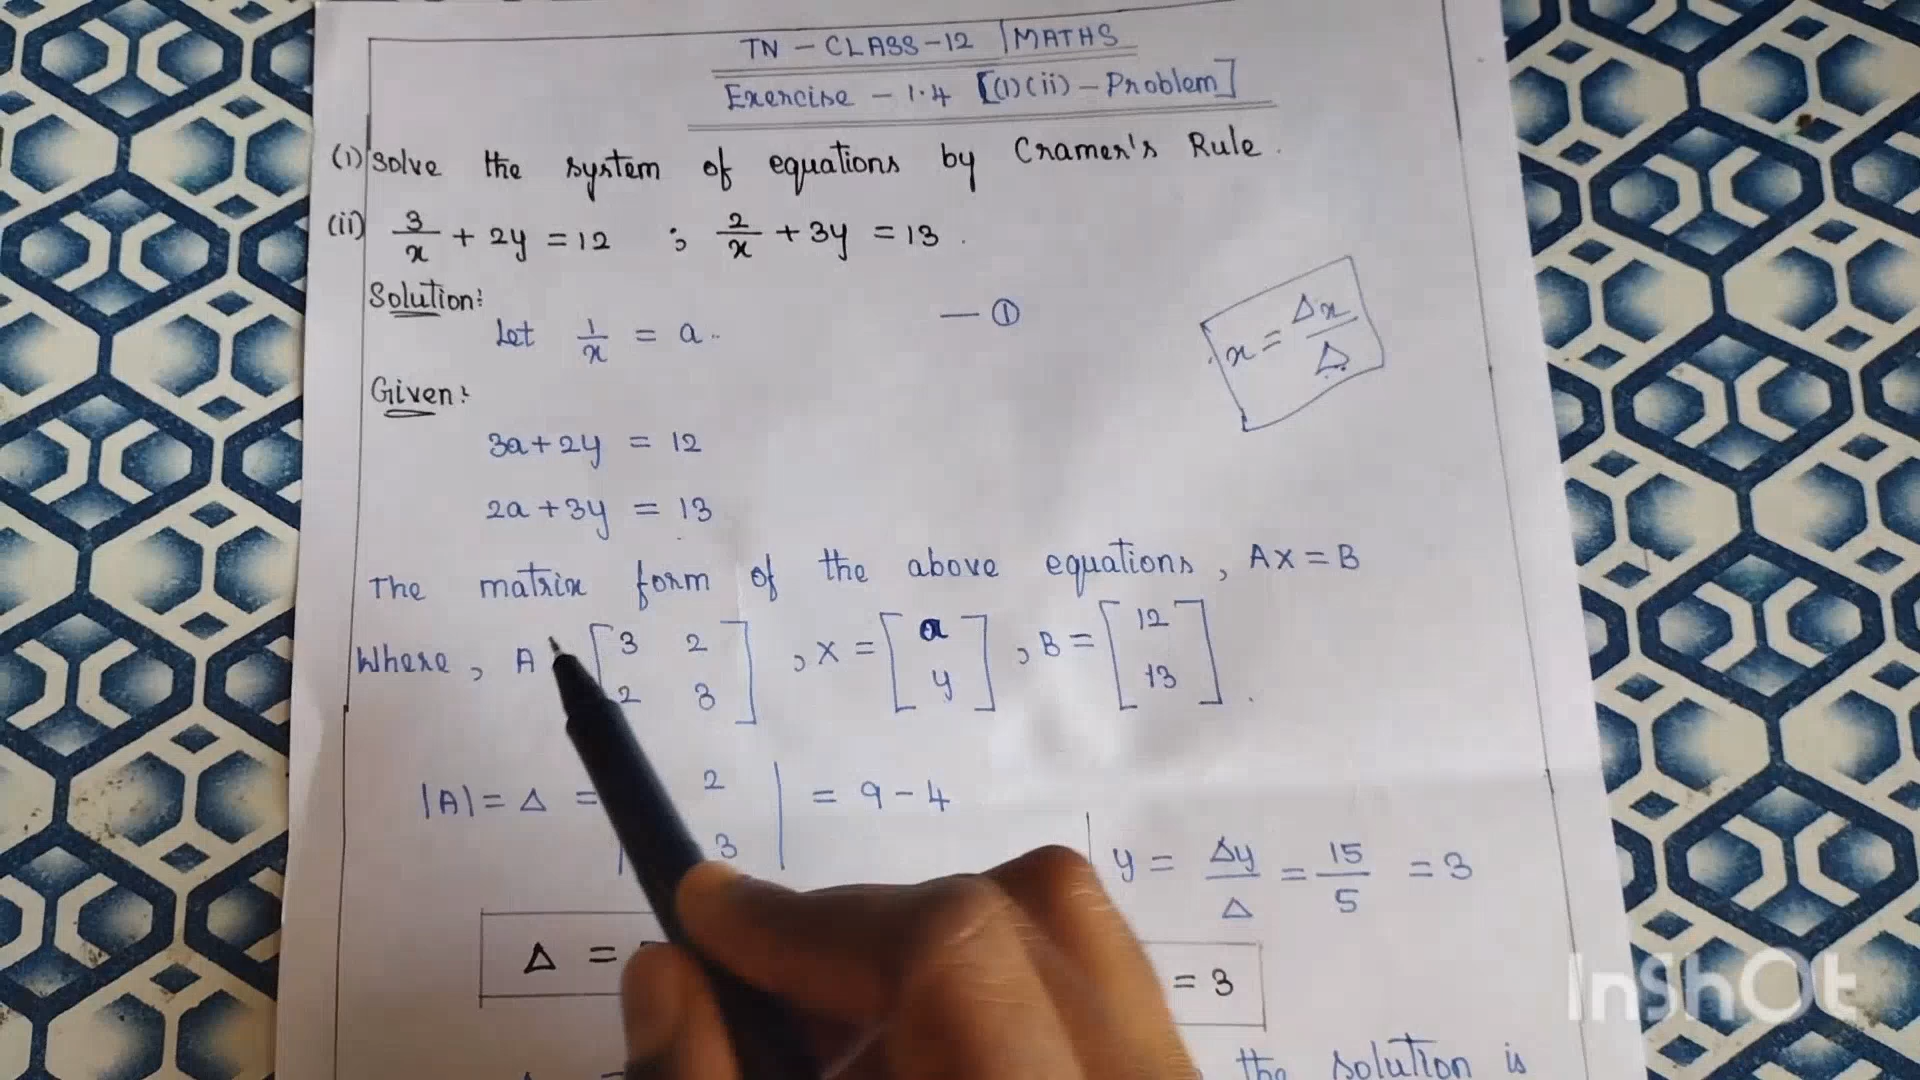 TN - CLASS-12 | MATHS
Exercise - 1.4 [(1)(ii) - Problem]
(1) Solve the system of equations by Cramer's Rule.
(ii) 3/x + 2y = 12 ; 2/x + 3y = 13.
Solution:
Let 1/x = a. — ①
x = Δx/Δ
Given:
3a + 2y = 12
2a + 3y = 13
The matrix form of the above equations, AX = B
Where, A [3 2; 2 3], X = [a; y], B = [12; 13].
|A| = Δ = | 2; 3 | = 9 - 4
y = Δy/Δ = 15/5 = 3
Δ =
= 3
the solution is
InShOt